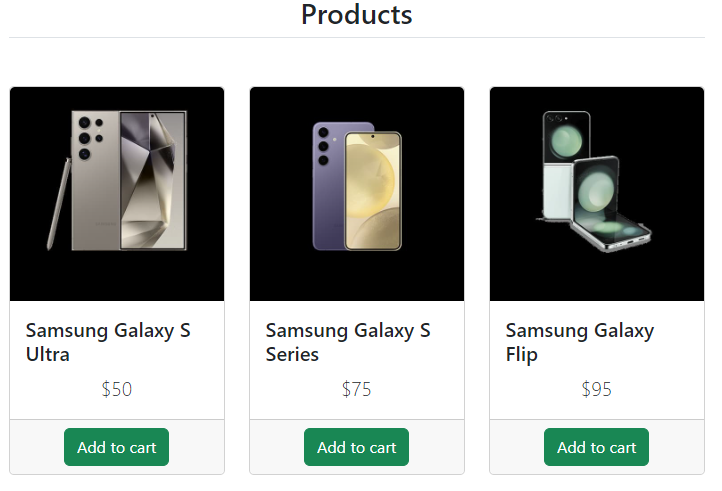 Products
Samsung Galaxy S
Ultra
$50
Add to cart
Samsung Galaxy S
Series
$75
Add to cart
Samsung Galaxy
Flip
$95
Add to cart